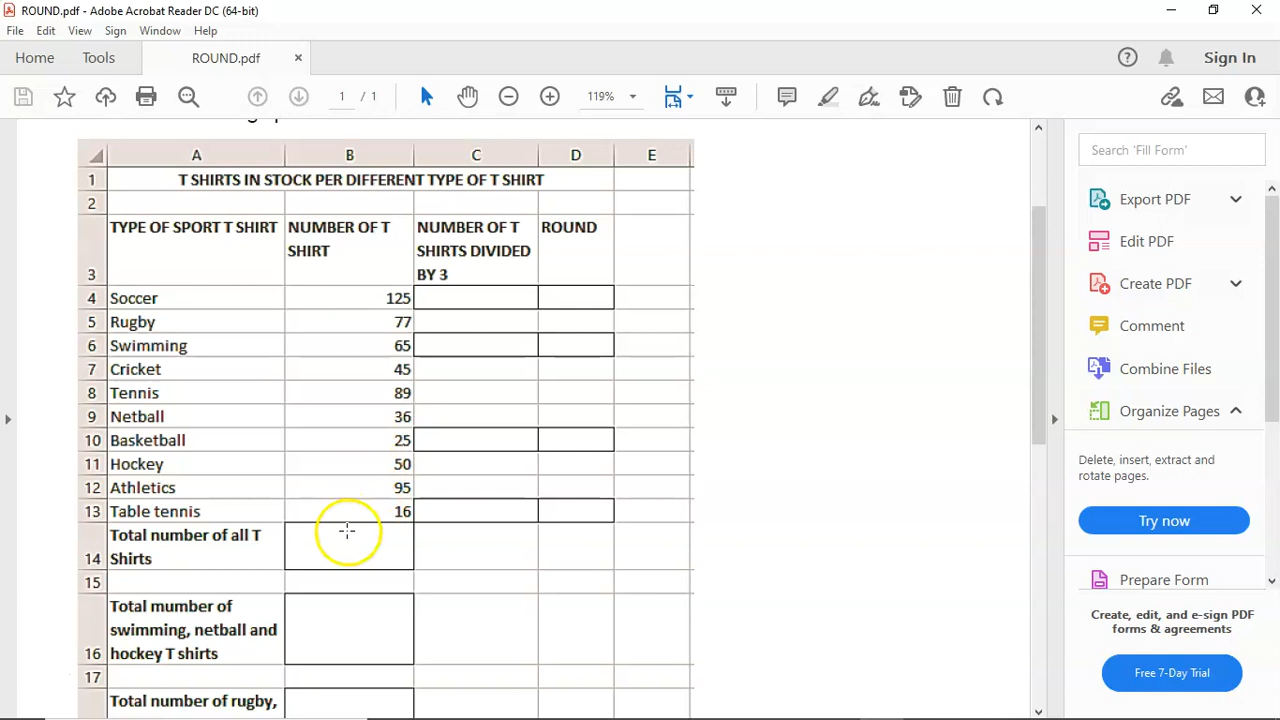 ROUND.pdf - Adobe Acrobat Reader DC (64-bit)
File Edit View Sign Window Help
Home Tools ROUND.pdf × Sign In
1 / 1 119%
A B C D E
1 T SHIRTS IN STOCK PER DIFFERENT TYPE OF T SHIRT
2
TYPE OF SPORT T SHIRT NUMBER OF T NUMBER OF T ROUND
SHIRT SHIRTS DIVIDED
3 BY 3
4 Soccer 125
5 Rugby 77
6 Swimming 65
7 Cricket 45
8 Tennis 89
9 Netball 36
10 Basketball 25
11 Hockey 50
12 Athletics 95
13 Table tennis 16
Total number of all T
14 Shirts
15
Total mumber of
swimming, netball and
16 hockey T shirts
17
Total number of rugby,
Search 'Fill Form'
Export PDF
Edit PDF
Create PDF
Comment
Combine Files
Organize Pages
Delete, insert, extract and
rotate pages.
Try now
Prepare Form
Create, edit, and e-sign PDF
forms & agreements
Free 7-Day Trial